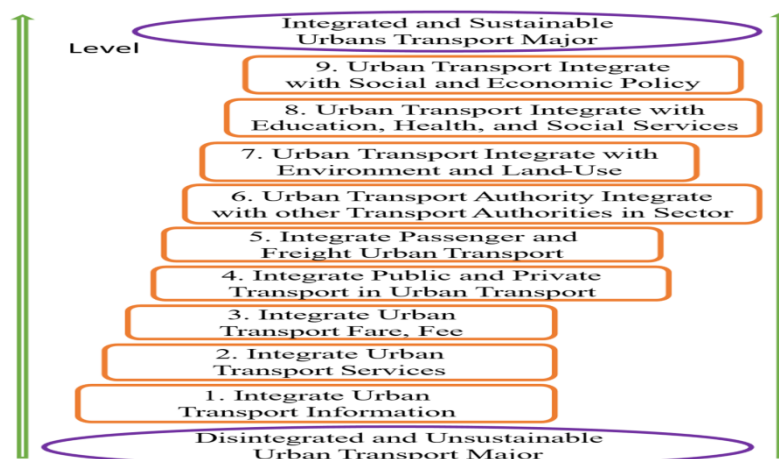 Integrated and Sustainable
Urbans Transport Major
Level
9. Urban Transport Integrate
with Social and Economic Policy
8. Urban Transport Integrate with
Education, Health, and Social Services
7. Urban Transport Integrate with
Environment and Land-Use
6. Urban Transport Authority Integrate
with other Transport Authorities in Sector
5. Integrate Passenger and
Freight Urban Transport
4. Integrate Public and Private
Transport in Urban Transport
3. Integrate Urban
Transport Fare, Fee
2. Integrate Urban
Transport Services
1. Integrate Urban
Transport Information
Disintegrated and Unsustainable
Urban Transport Major